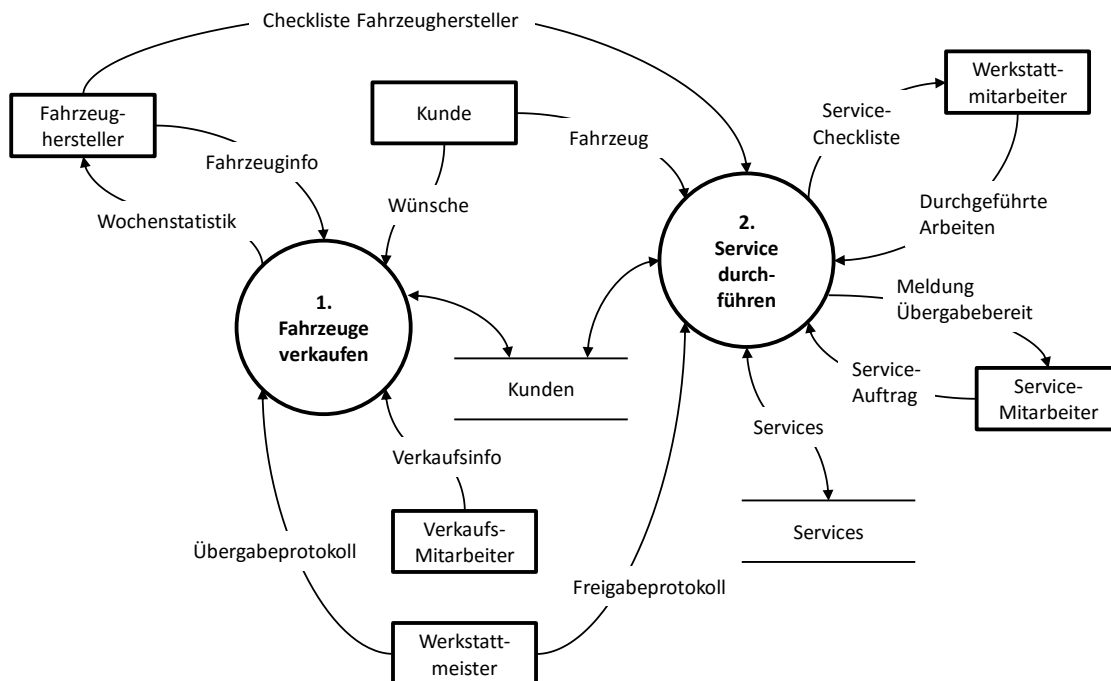 Checkliste Fahrzeughersteller
Fahrzeug-
hersteller
Kunde
Werkstatt-
mitarbeiter
Service-
Checkliste
Fahrzeug
Fahrzeuginfo
Wünsche
Wochenstatistik
Durchgeführte
Arbeiten
2.
Service
durch-
führen
1.
Fahrzeuge
verkaufen
Meldung
Übergabebereit
Kunden
Service-
Auftrag
Service-
Mitarbeiter
Services
Verkaufsinfo
Verkaufs-
Mitarbeiter
Services
Übergabeprotokoll
Freigabeprotokoll
Werkstatt-
meister